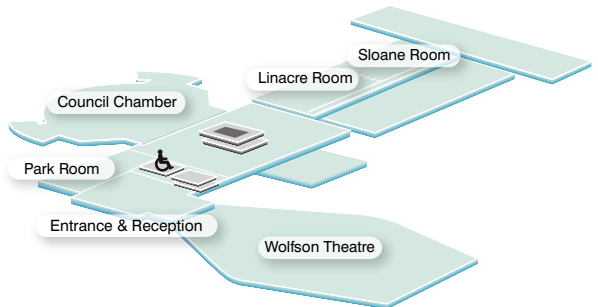 Sloane Room
Linacre Room
Council Chamber
Park Room
Entrance & Reception
Wolfson Theatre